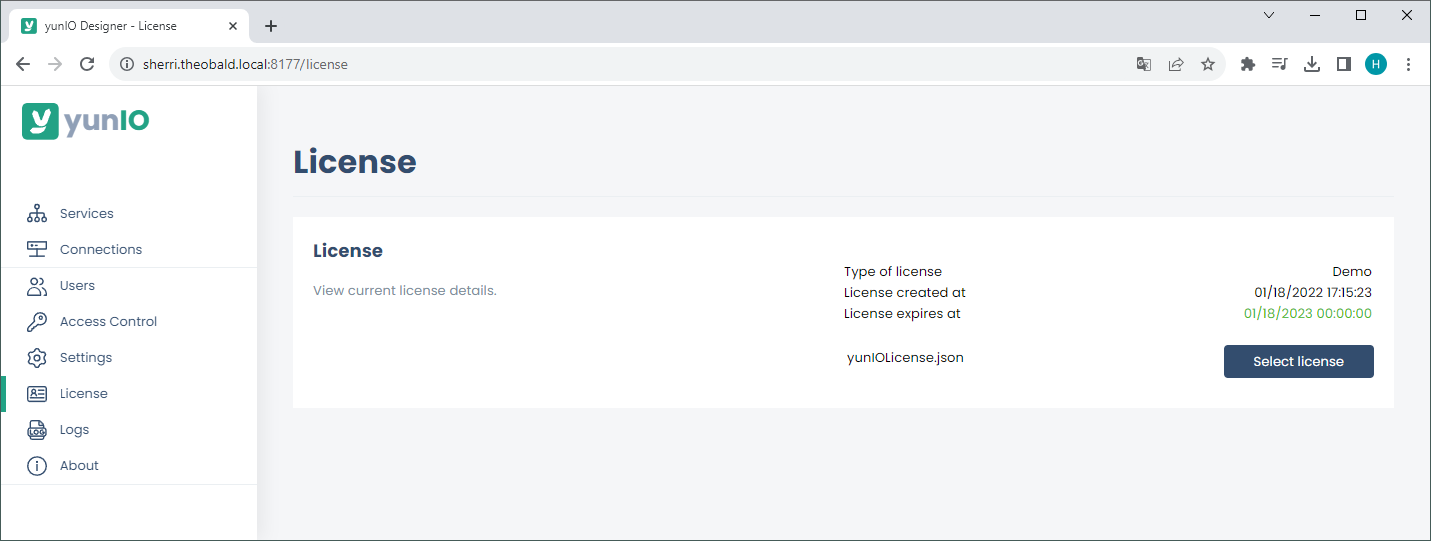 yunIO Designer - License
sherri.theobald.local:8177/license
H
yunIO
License
Services
Connections
Users
Access Control
Settings
License
LOG
Logs
About
License
View current license details.
Type of license Demo
License created at 01/18/2022 17:15:23
License expires at 01/18/2023 00:00:00
yunIOLicense.json Select license